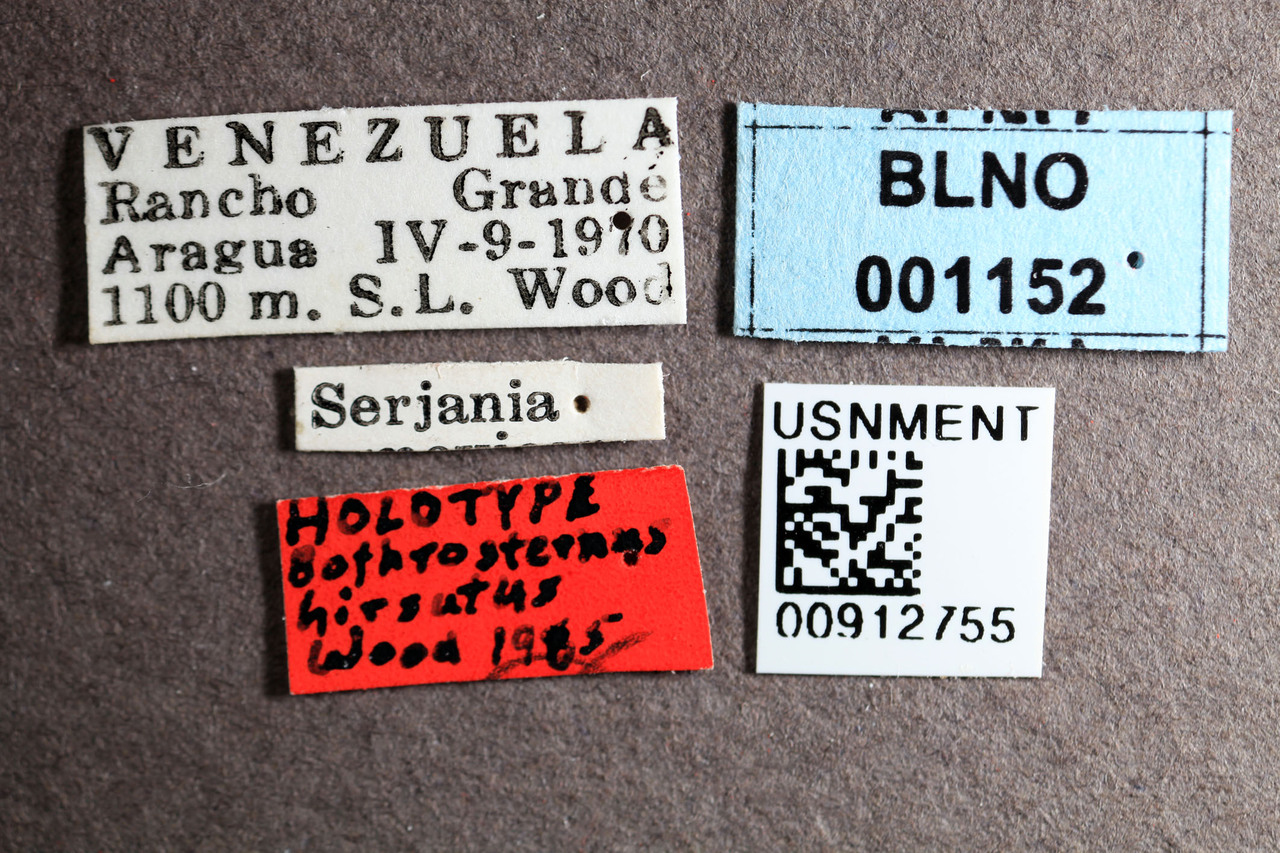 VENEZUELA
Rancho Grande
Aragua IV-9-1970
1100 m. S.L. Wood
Serjania
HOLOTYPE
Bothrosternus
hirsutus
Wood 1985
BLNO
001152
USNMENT
00912755